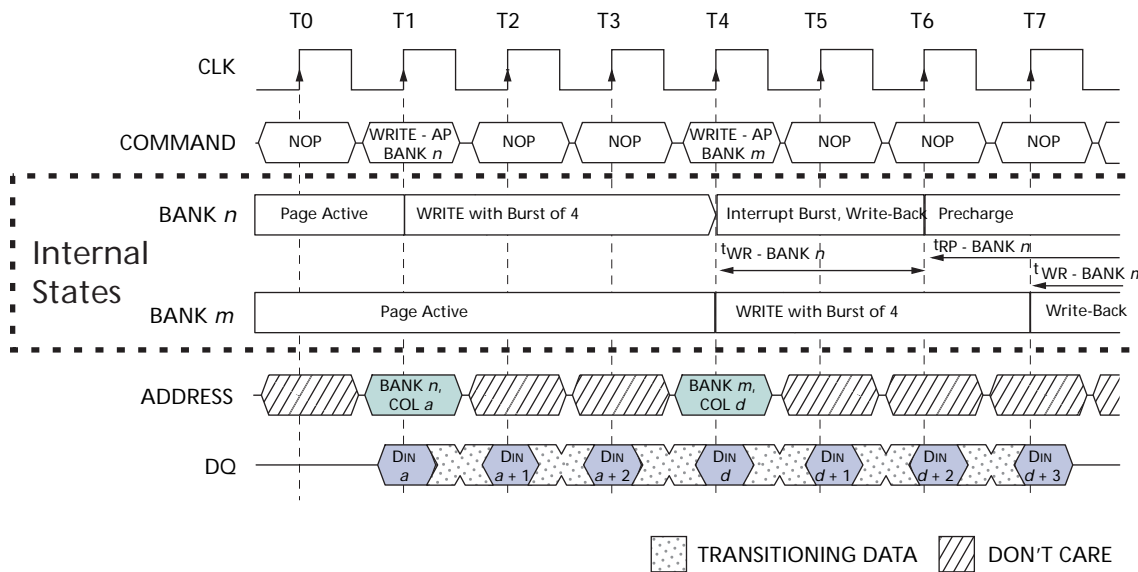 T0 T1 T2 T3 T4 T5 T6 T7
CLK
COMMAND NOP WRITE - AP BANK n NOP NOP WRITE - AP BANK m NOP NOP NOP
Internal States
BANK n Page Active WRITE with Burst of 4 Interrupt Burst, Write-Back Precharge
tWR - BANK n tRP - BANK n
tWR - BANK n
BANK m Page Active WRITE with Burst of 4 Write-Back
ADDRESS BANK n, COL a BANK m, COL d
DQ DIN a DIN a + 1 DIN a + 2 DIN d DIN d + 1 DIN d + 2 DIN d + 3
TRANSITIONING DATA DON'T CARE